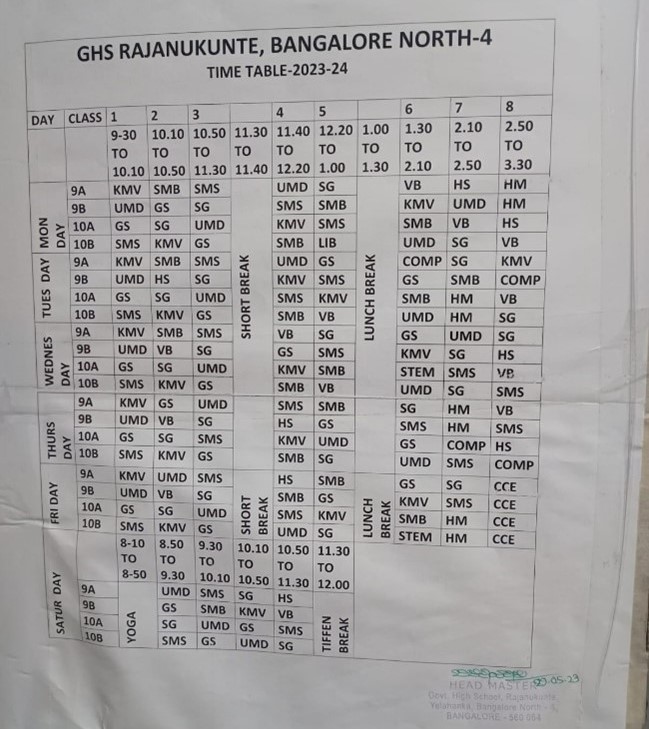 GHS RAJANUKUNTE, BANGALORE NORTH-4
TIME TABLE-2023-24
DAY CLASS 1 2 3 4 5 6 7 8
9-30 10.10 10.50 11.30 11.40 12.20 1.00 1.30 2.10 2.50
TO TO TO TO TO TO TO TO TO TO
10.10 10.50 11.30 11.40 12.20 1.00 1.30 2.10 2.50 3.30
MON DAY
9A KMV SMB SMS UMD SG VB HS HM
9B UMD GS SG SMS SMB KMV UMD HM
10A GS SG UMD KMV SMS SMB VB HS
10B SMS KMV GS SMB LIB UMD SG VB
TUES DAY
9A KMV SMB SMS UMD GS COMP SG KMV
9B UMD HS SG KMV SMS GS SMB COMP
10A GS SG UMD SMS KMV SMB HM VB
10B SMS KMV GS SMB VB UMD HM SG
SHORT BREAK
LUNCH BREAK
WEDNES DAY
9A KMV SMB SMS VB SG GS UMD SG
9B UMD VB SG GS SMS KMV SG HS
10A GS SG UMD KMV SMB STEM SMS VB
10B SMS KMV GS SMB VB UMD SG SMS
THURS DAY
9A KMV GS UMD SMS SMB SG HM VB
9B UMD VB SG HS GS SMS HM SMS
10A GS SG SMS KMV UMD GS COMP HS
10B SMS KMV GS SMB SG UMD SMS COMP
FRI DAY
9A KMV UMD SMS HS SMB GS SG CCE
9B UMD VB SG SMB GS KMV SMS CCE
10A GS SG UMD SMS KMV SMB HM CCE
10B SMS KMV GS UMD SG STEM HM CCE
SHORT BREAK
LUNCH BREAK
SATUR DAY
8-10 8.50 9.30 10.10 10.50 11.30
TO TO TO TO TO TO
8-50 9.30 10.10 10.50 11.30 12.00
9A UMD SMS SG HS
9B GS SMB KMV VB
10A SG UMD GS SMS
10B SMS GS UMD SG
YOGA
TIFFEN BREAK
HEAD MASTER
Govt. High School, Rajanukunte,
Yelahanka, Bangalore North - 4,
BANGALORE - 560 064